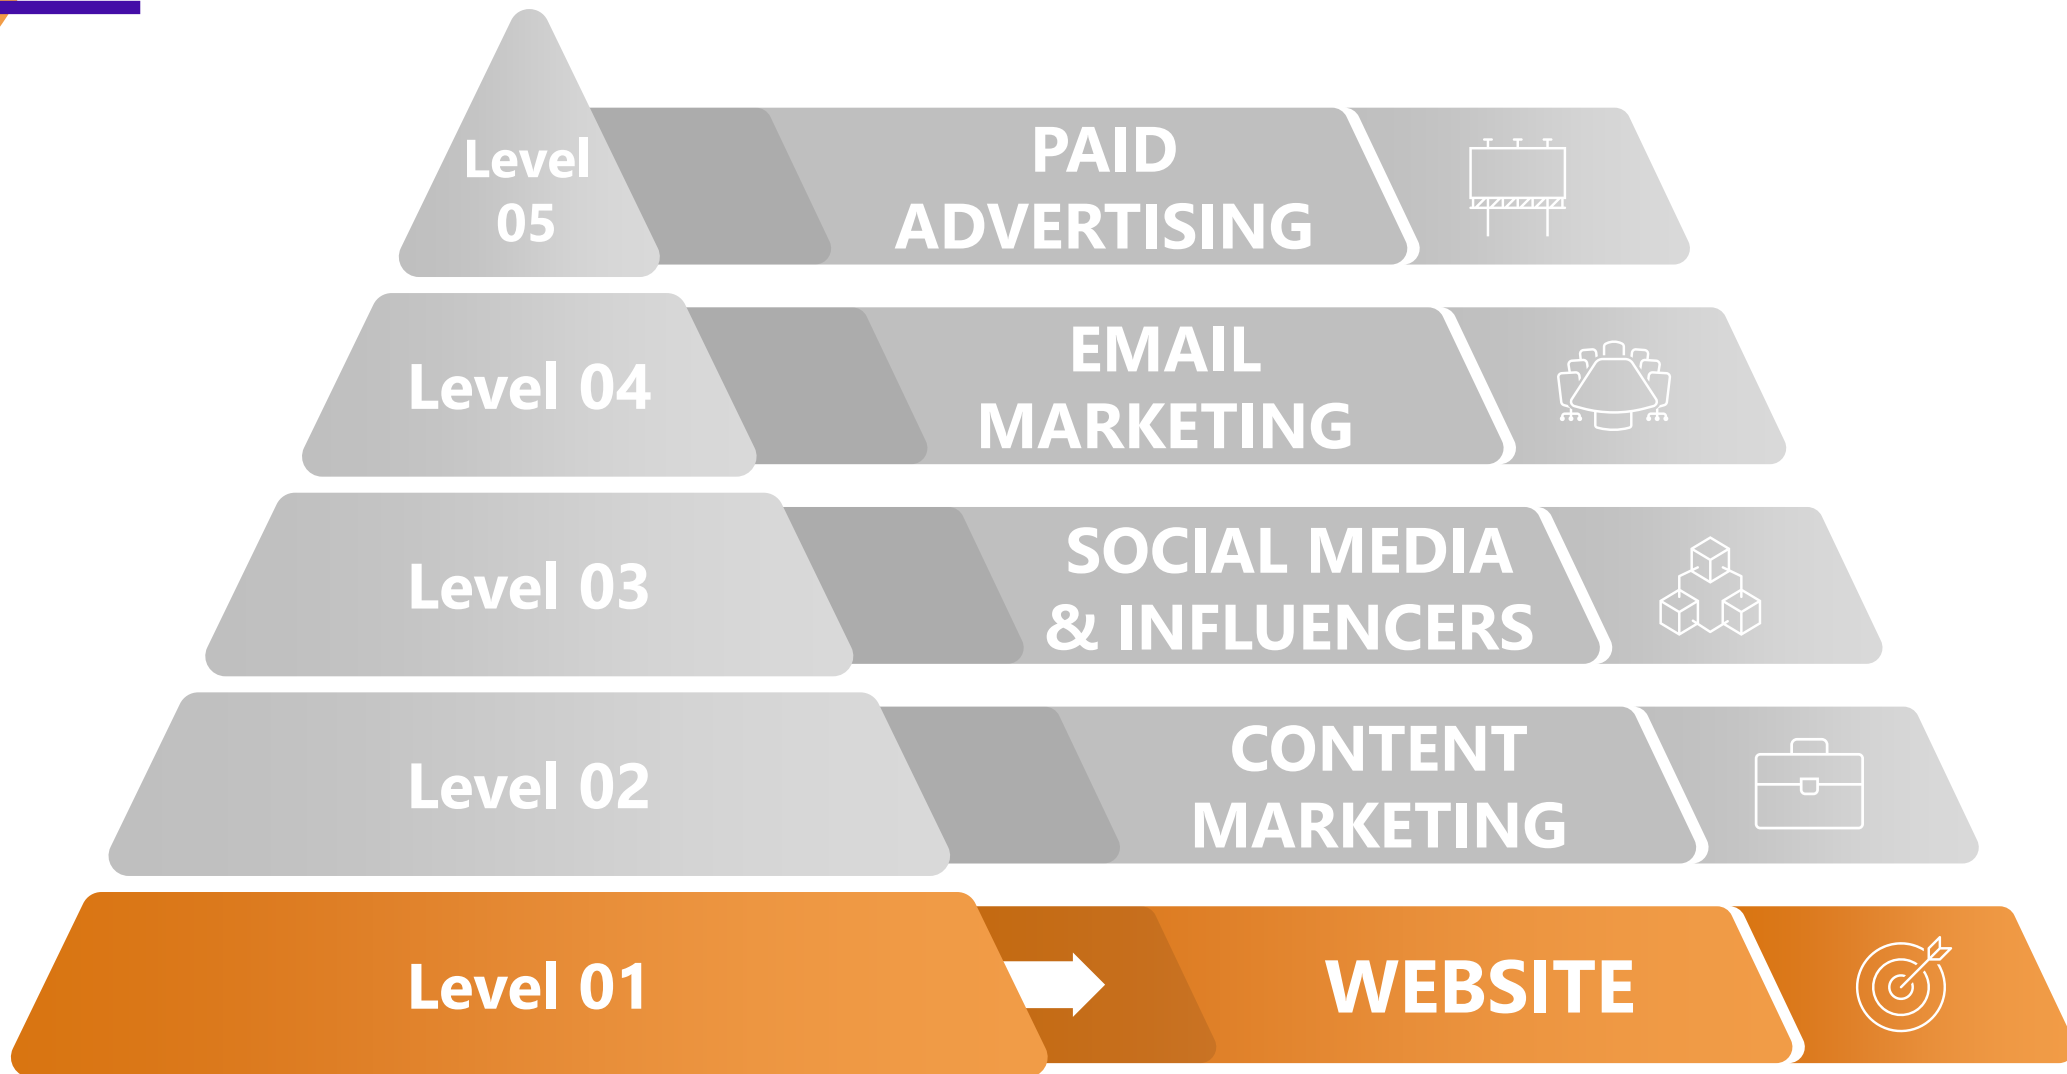 Level
05
PAID
ADVERTISING
Level 04
EMAIL
MARKETING
Level 03
SOCIAL MEDIA
& INFLUENCERS
Level 02
CONTENT
MARKETING
Level 01
WEBSITE